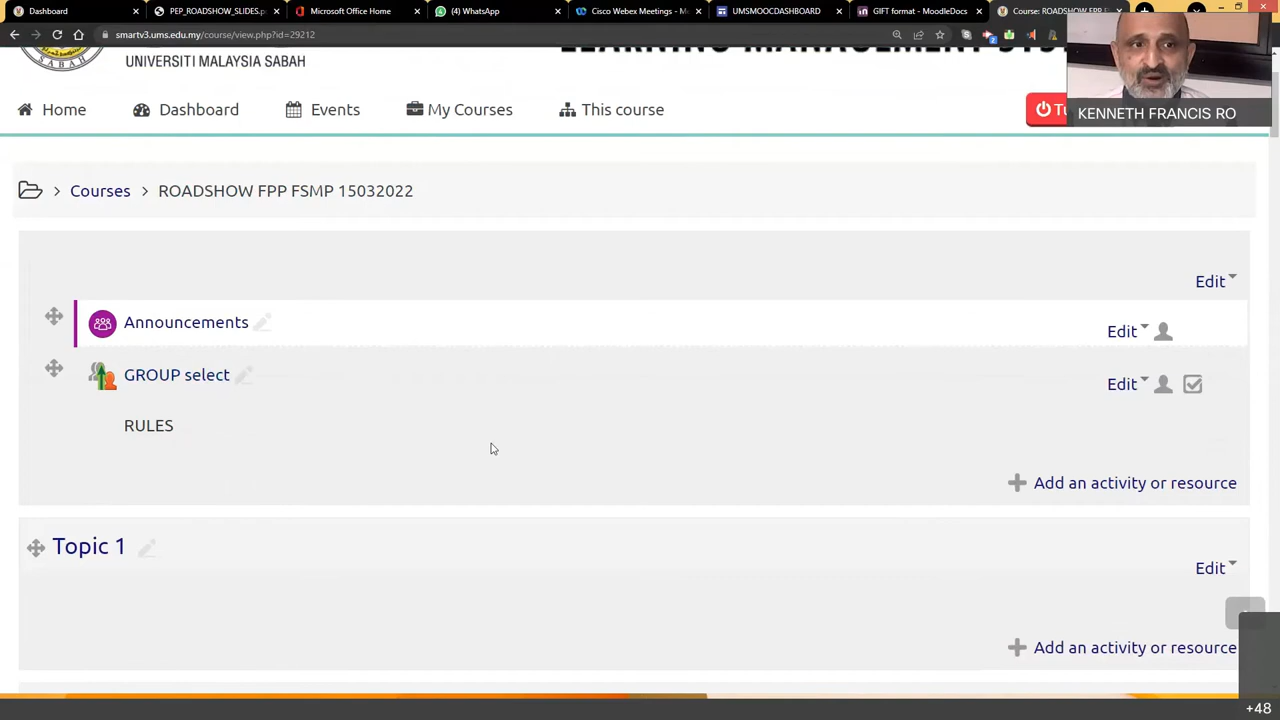 Dashboard
PEP_ROADSHOW_SLIDES.p
Microsoft Office Home
(4) WhatsApp
Cisco Webex Meetings - M
UMSMOOCDASHBOARD
GIFT format - MoodleDocs
Course: ROADSHOW FPP F
smartv3.ums.edu.my/course/view.php?id=29212
UNIVERSITI MALAYSIA SABAH
Home
Dashboard
Events
My Courses
This course
KENNETH FRANCIS RO
Courses > ROADSHOW FPP FSMP 15032022
Edit
Announcements
Edit
GROUP select
Edit
RULES
Add an activity or resource
Topic 1
Edit
Add an activity or resource
+48